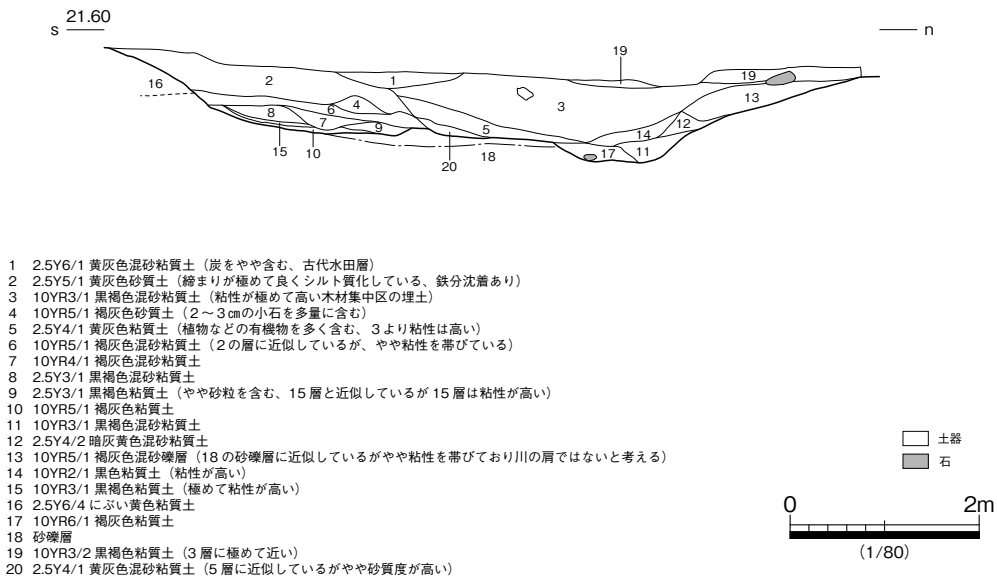 21.60
s
n
19
16
2
1
19
4
3
13
8
6
7
9
5
14
12
15
10
20
18
17
11
1 2.5Y6/1 黄灰色混砂粘質土（炭をやや含む、古代水田層）
2 2.5Y5/1 黄灰色砂質土（締まりが極めて良くシルト質化している、鉄分沈着あり）
3 10YR3/1 黒褐色混砂粘質土（粘性が極めて高い木材集中区の埋土）
4 10YR5/1 褐灰色砂質土（２～３㎝の小石を多量に含む）
5 2.5Y4/1 黄灰色粘質土（植物などの有機物を多く含む、３より粘性は高い）
6 10YR5/1 褐灰色混砂粘質土（２の層に近似しているが、やや粘性を帯びている）
7 10YR4/1 褐灰色混砂粘質土
8 2.5Y3/1 黒褐色混砂粘質土
9 2.5Y3/1 黒褐色粘質土（やや砂粒を含む、15 層と近似しているが 15 層は粘性が高い）
10 10YR5/1 褐灰色粘質土
11 10YR3/1 黒褐色混砂粘質土
12 2.5Y4/2 暗灰黄色混砂粘質土
13 10YR5/1 褐灰色混砂礫層（18 の砂礫層に近似しているがやや粘性を帯びており川の肩ではないと考える）
14 10YR2/1 黒色粘質土（粘性が高い）
15 10YR3/1 黒褐色粘質土（極めて粘性が高い）
16 2.5Y6/4 にぶい黄色粘質土
17 10YR6/1 褐灰色粘質土
18 砂礫層
19 10YR3/2 黒褐色粘質土（３層に極めて近い）
20 2.5Y4/1 黄灰色混砂粘質土（５層に近似しているがやや砂質度が高い）
土器
石
0 2m
(1/80)